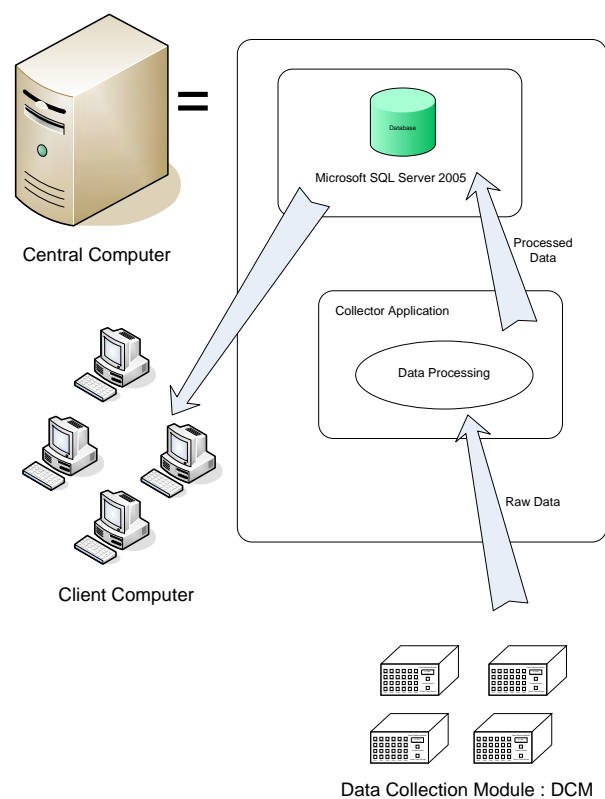 =
Database
Microsoft SQL Server 2005
Central Computer
Processed
Data
Collector Application
Data Processing
Raw Data
Client Computer
Data Collection Module : DCM